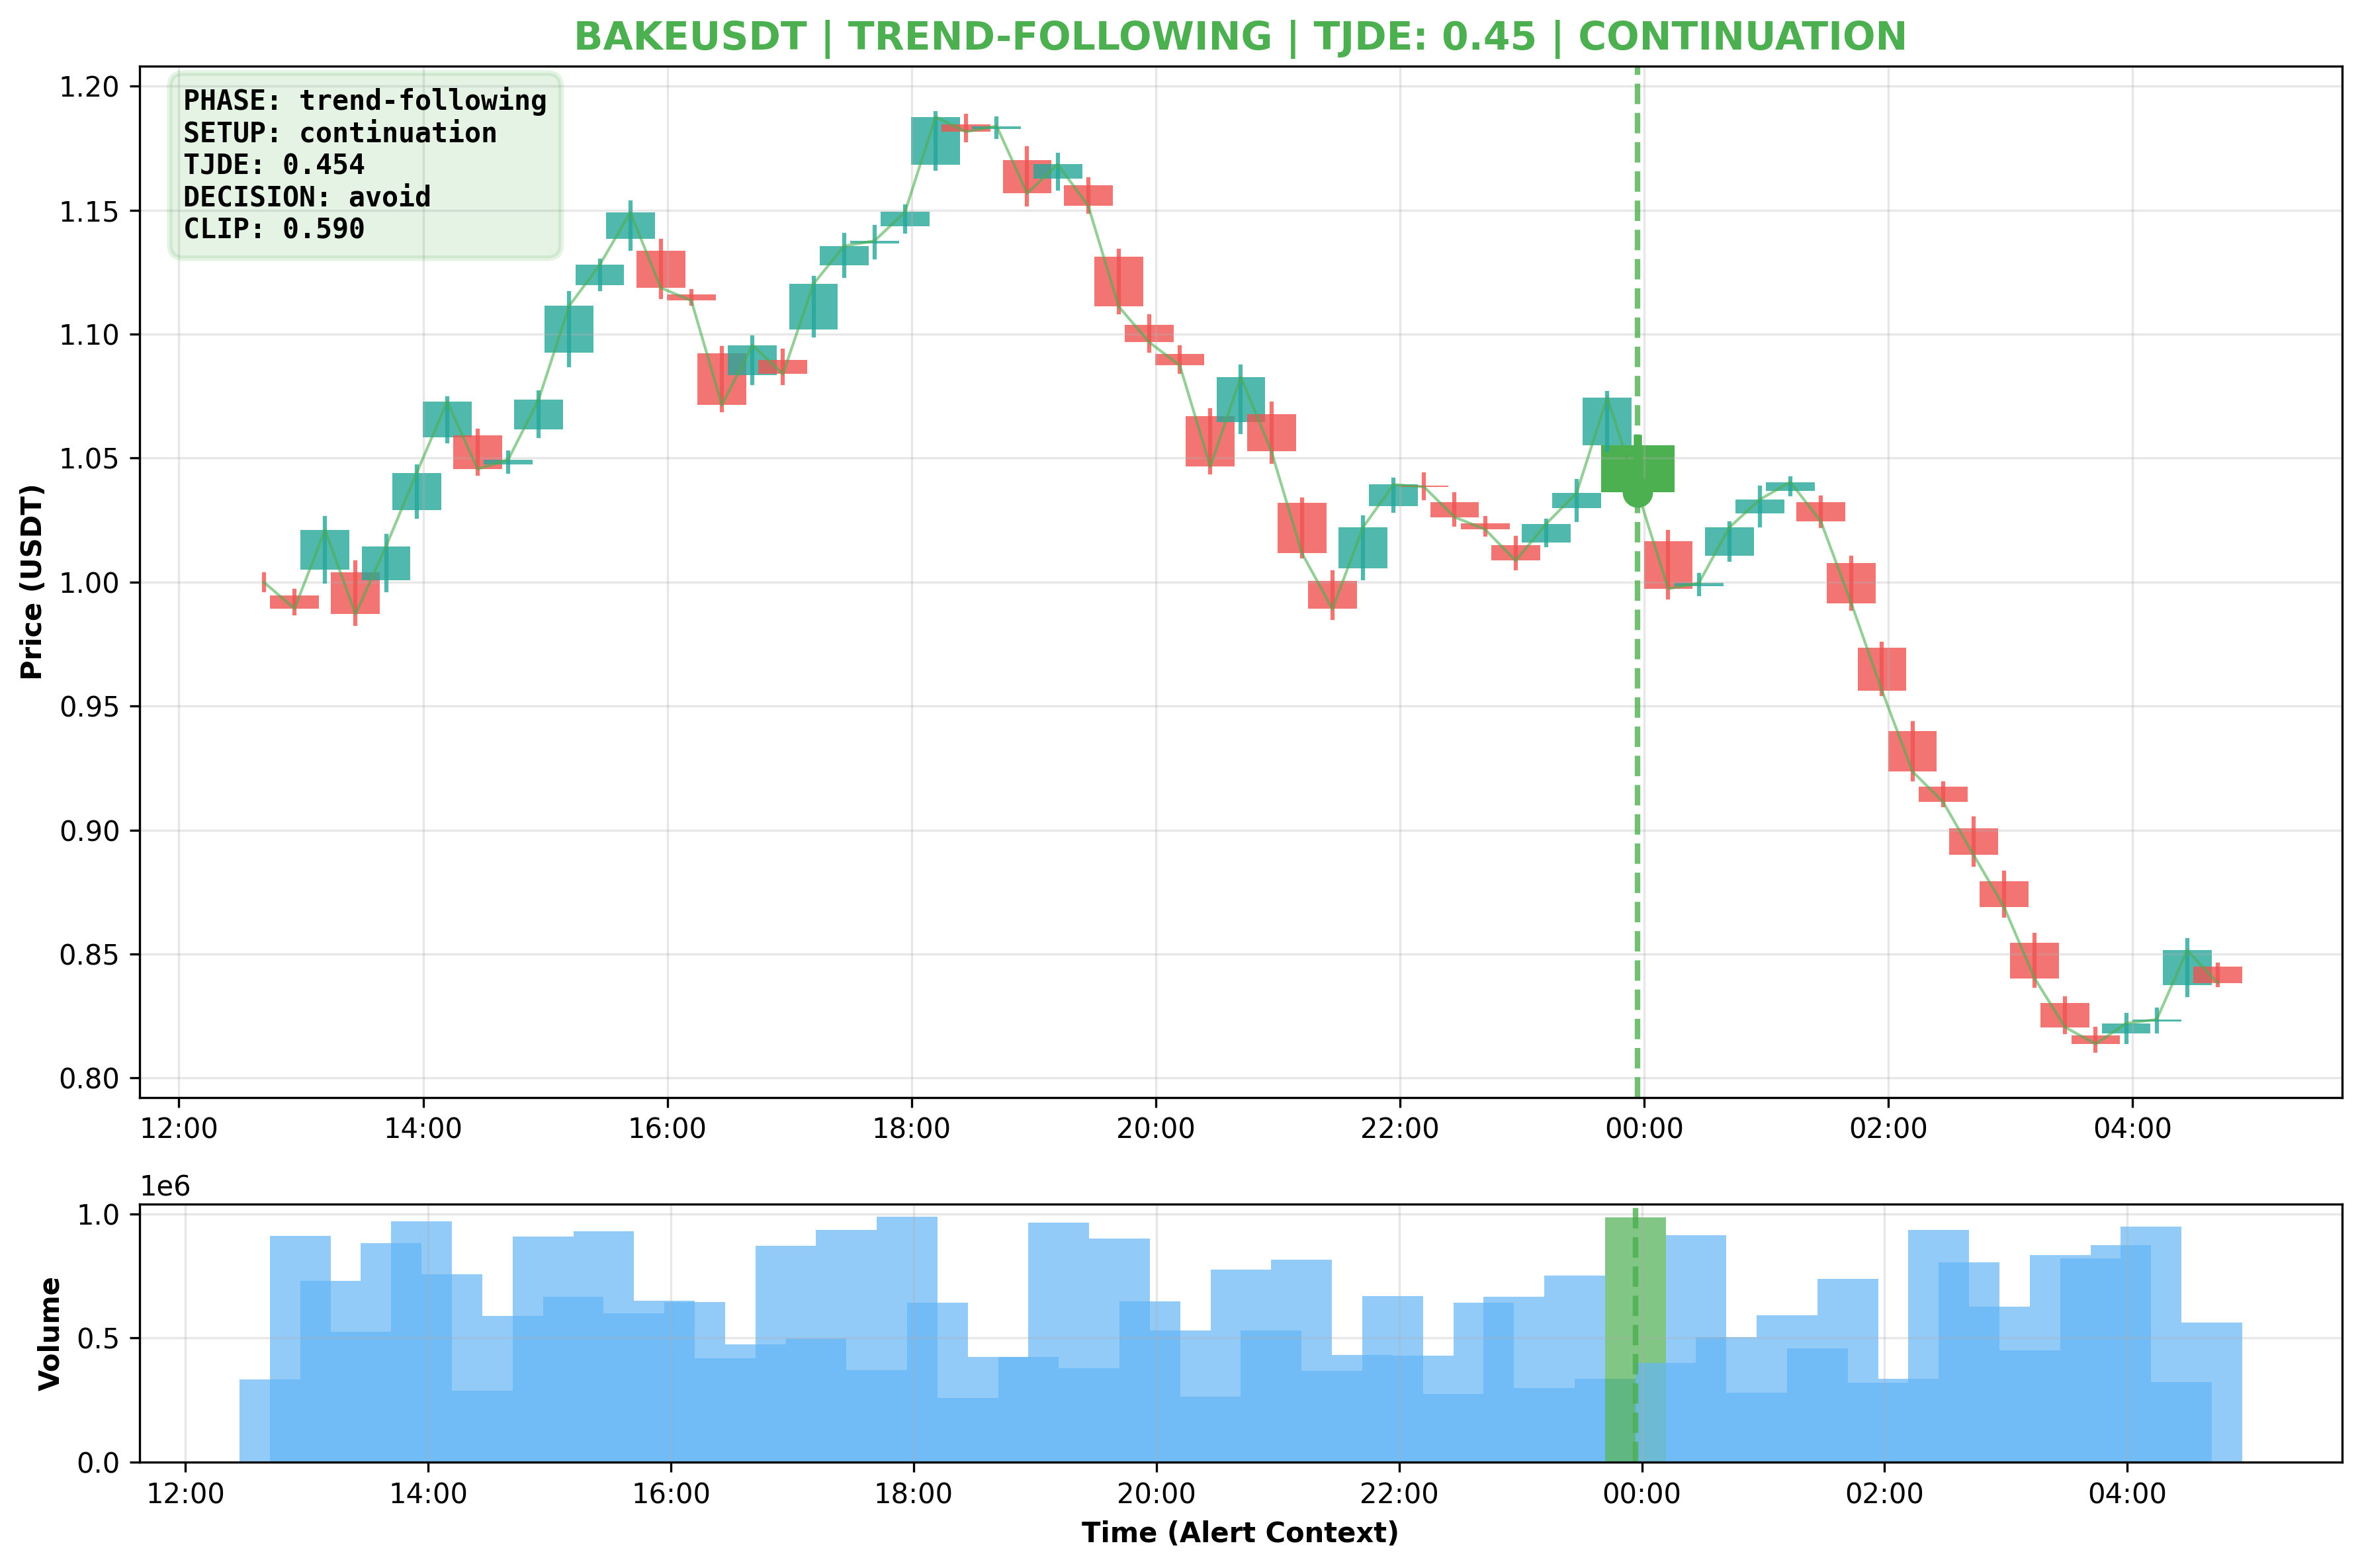 BAKEUSDT | TREND-FOLLOWING | TJDE: 0.45 | CONTINUATION
PHASE: trend-following
SETUP: continuation
TJDE: 0.454
DECISION: avoid
CLIP: 0.590
Price (USDT)
1.20
1.15
1.10
1.05
1.00
0.95
0.90
0.85
0.80
12:00 14:00 16:00 18:00 20:00 22:00 00:00 02:00 04:00
1e6
Volume
1.0
0.5
0.0
12:00 14:00 16:00 18:00 20:00 22:00 00:00 02:00 04:00
Time (Alert Context)